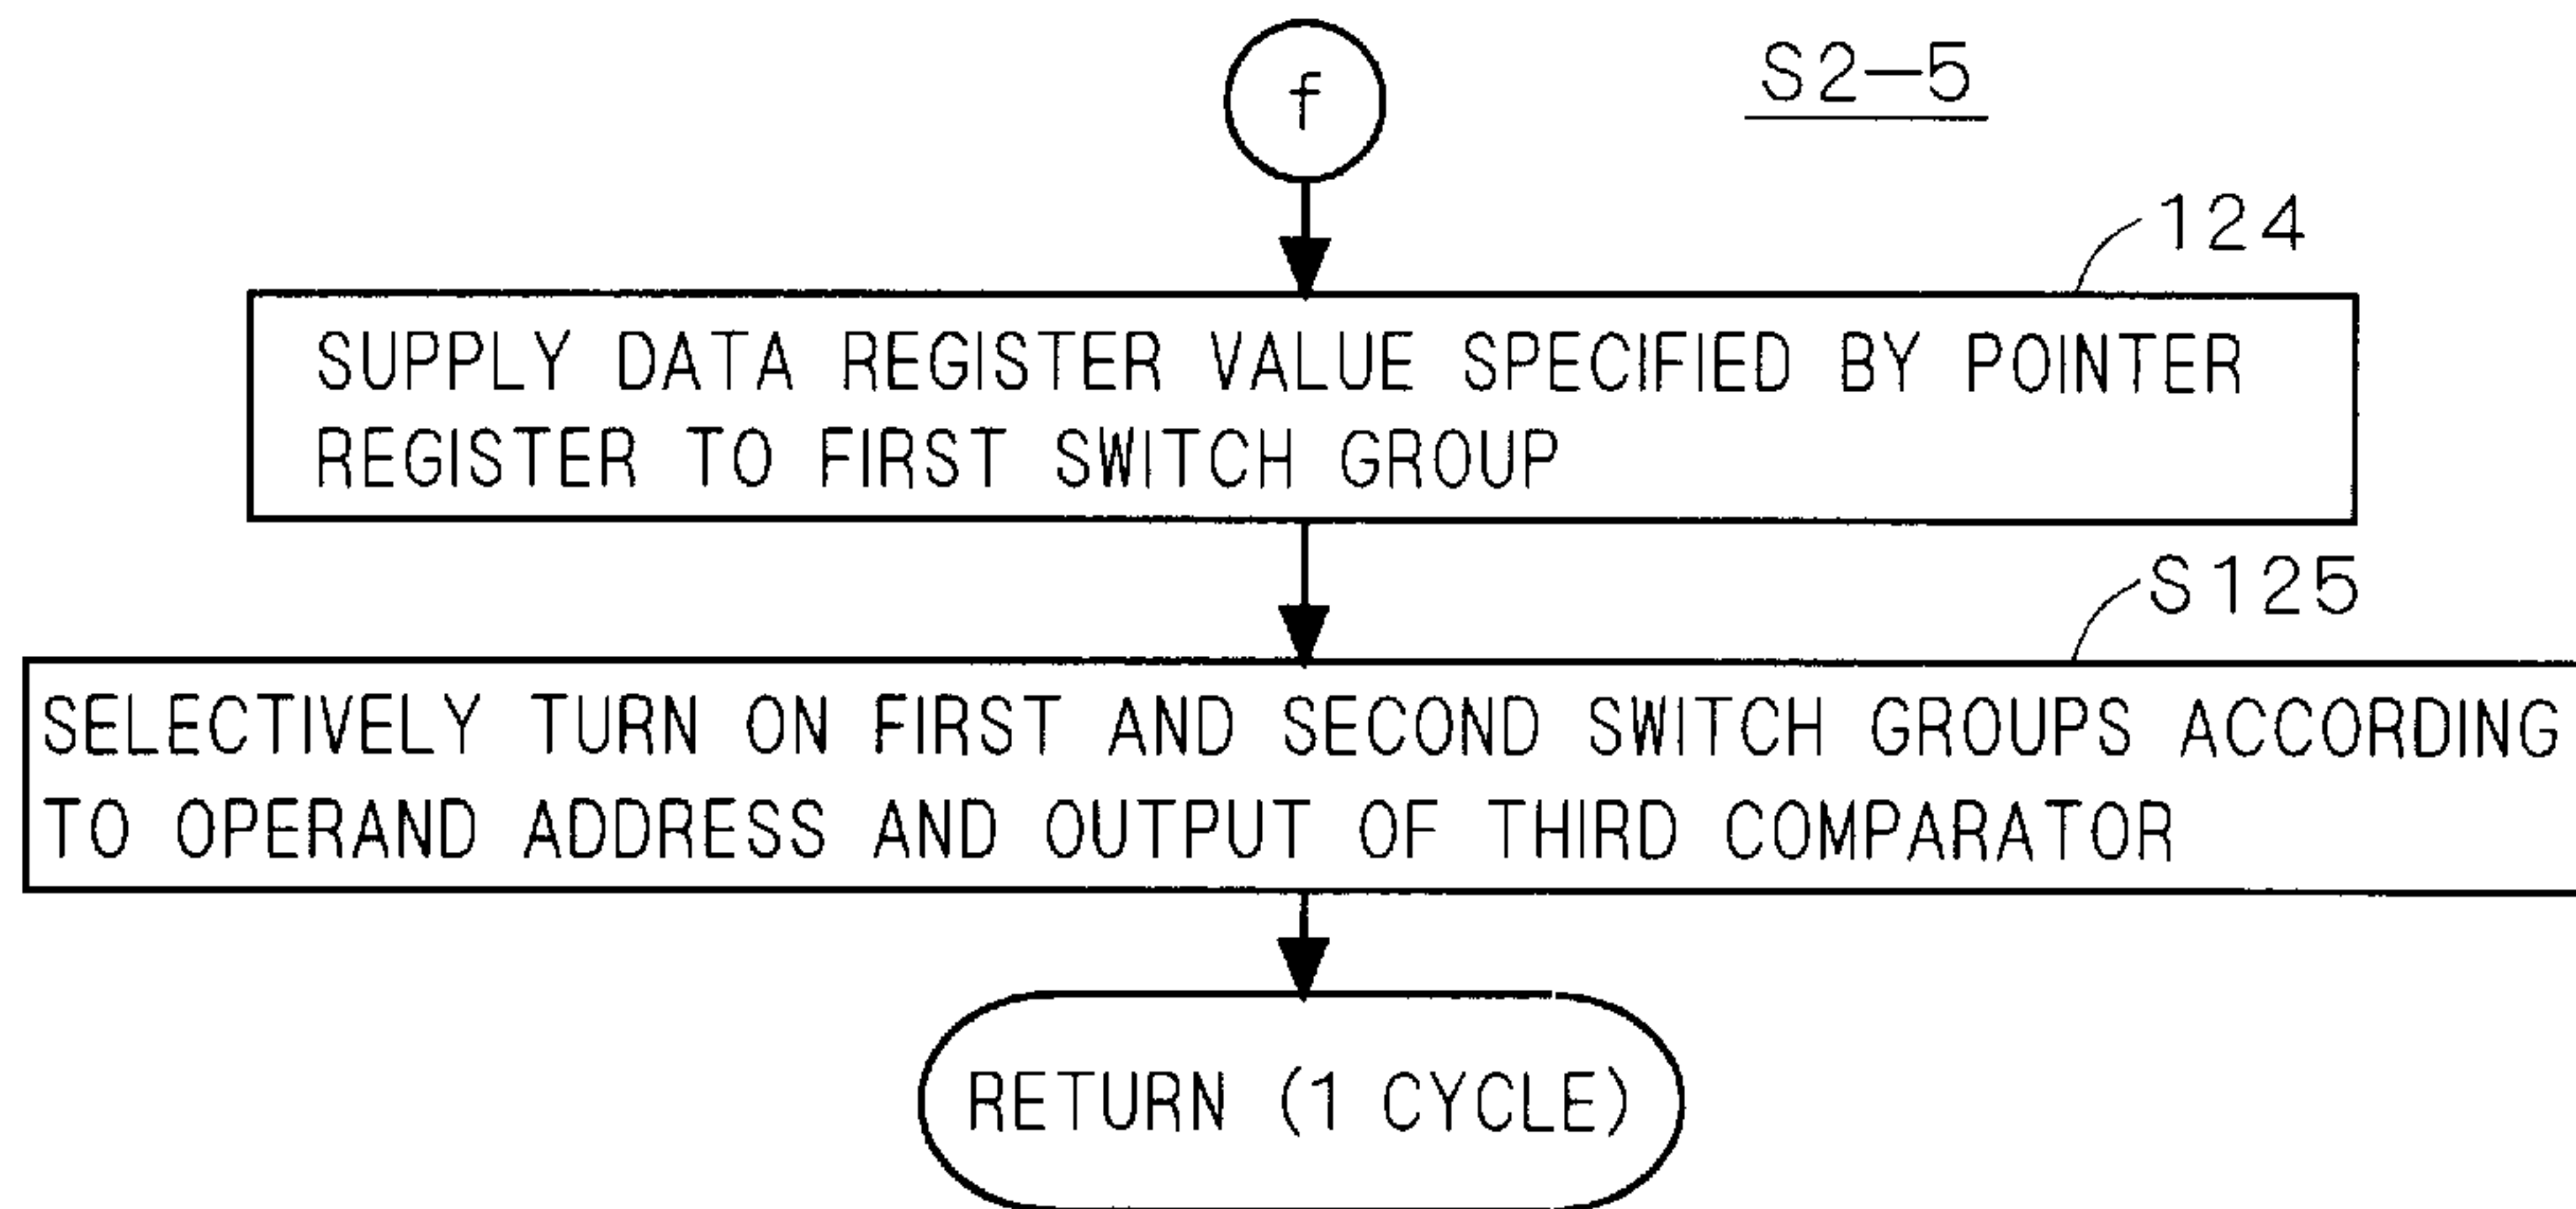 f
S2-5
124
SUPPLY DATA REGISTER VALUE SPECIFIED BY POINTER
REGISTER TO FIRST SWITCH GROUP
S125
SELECTIVELY TURN ON FIRST AND SECOND SWITCH GROUPS ACCORDING
TO OPERAND ADDRESS AND OUTPUT OF THIRD COMPARATOR
RETURN (1 CYCLE)